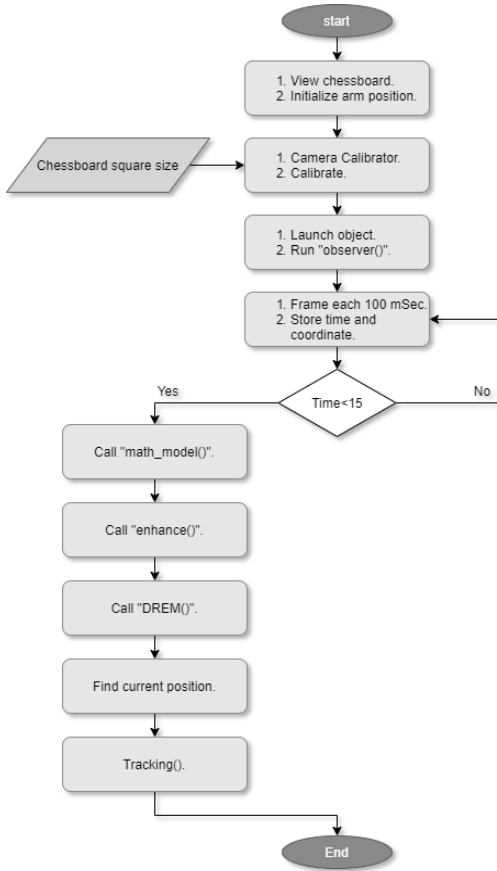 start
1. View chessboard.
2. Initialize arm position.
Chessboard square size
1. Camera Calibrator.
2. Calibrate.
1. Launch object.
2. Run "observer()".
1. Frame each 100 mSec.
2. Store time and
coordinate.
Yes
Time<15
No
Call "math_model()".
Call "enhance()".
Call "DREM()".
Find current position.
Tracking().
End